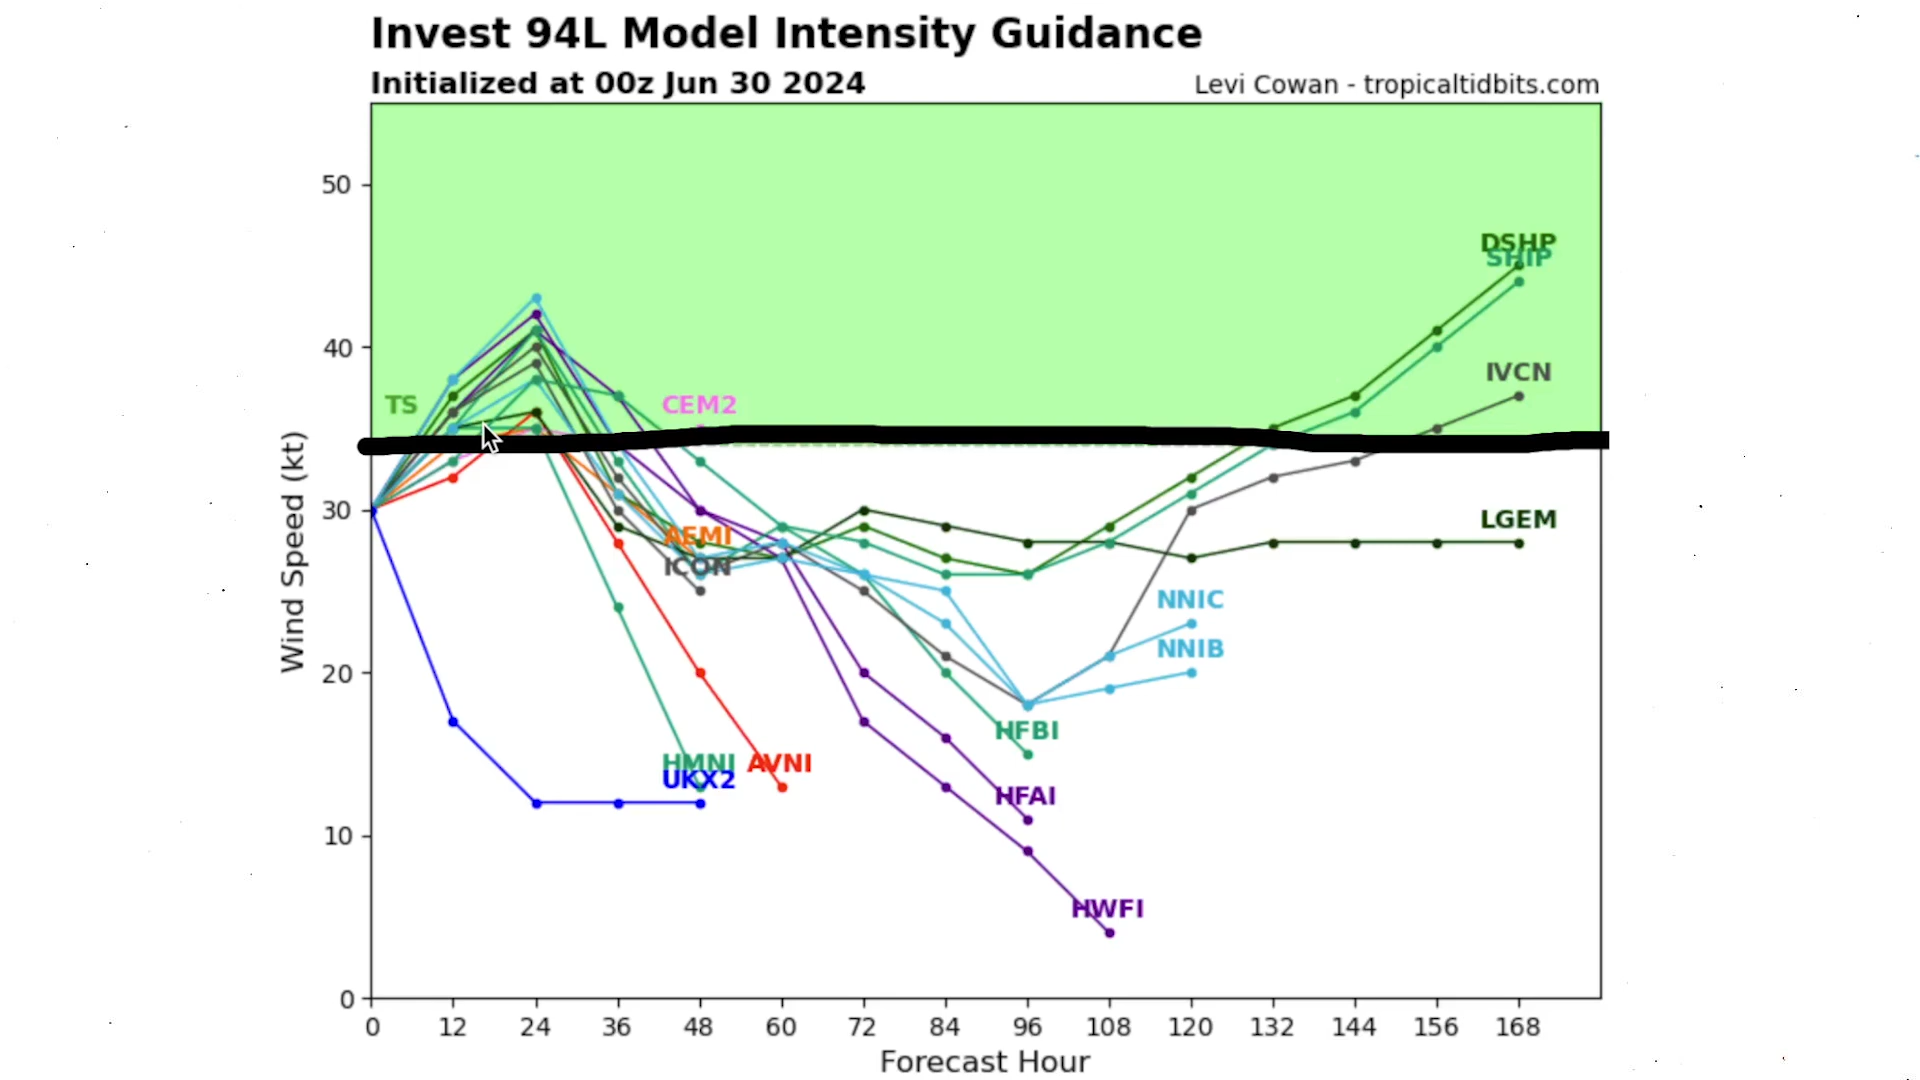 Invest 94L Model Intensity Guidance
Initialized at 00z Jun 30 2024
Levi Cowan - tropicaltidbits.com
50
40
30
20
10
0
Wind Speed (kt)
TS
CEM2
DSHP
SHIP
IVCN
LGEM
AEMI
ICON
NNIC
NNIB
HFBI
HMNI
AVNI
UKX2
HFAI
HWFI
0 12 24 36 48 60 72 84 96 108 120 132 144 156 168
Forecast Hour